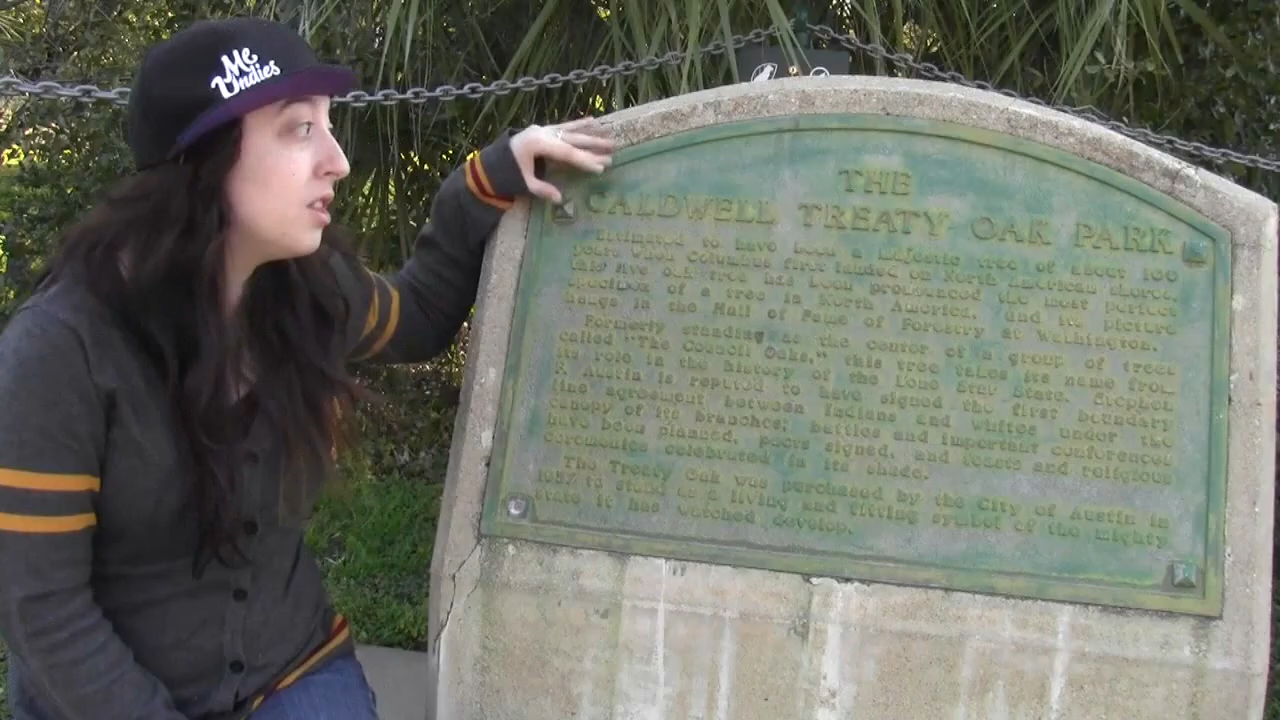 Me
Undies
THE
CALDWELL TREATY OAK PARK
Estimated to have been a majestic tree of about 100
years when Columbus first landed on North American shores,
this live oak tree has been pronounced the most perfect
specimen of a tree in North America, and its picture
hangs in the Hall of Fame of Forestry at Washington.
Formerly standing as the center of a group of trees
called "The Council Oaks," this tree takes its name from
its role in the history of the Lone Star State. Stephen
F. Austin is reputed to have signed the first boundary
line agreement between Indians and whites under the
canopy of its branches; battles and important conferences
have been planned, pacts signed, and feasts and religious
ceremonies celebrated in its shade.
The Treaty Oak was purchased by the City of Austin in
1937 to stand as a living and fitting symbol of the mighty
state it has watched develop.